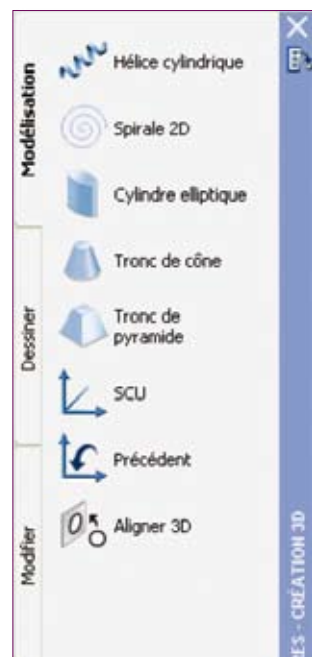 Modélisation
Dessiner
Modifier
Hélice cylindrique
Spirale 2D
Cylindre elliptique
Tronc de cône
Tronc de
pyramide
SCU
Précédent
Aligner 3D
- CRÉATION 3D